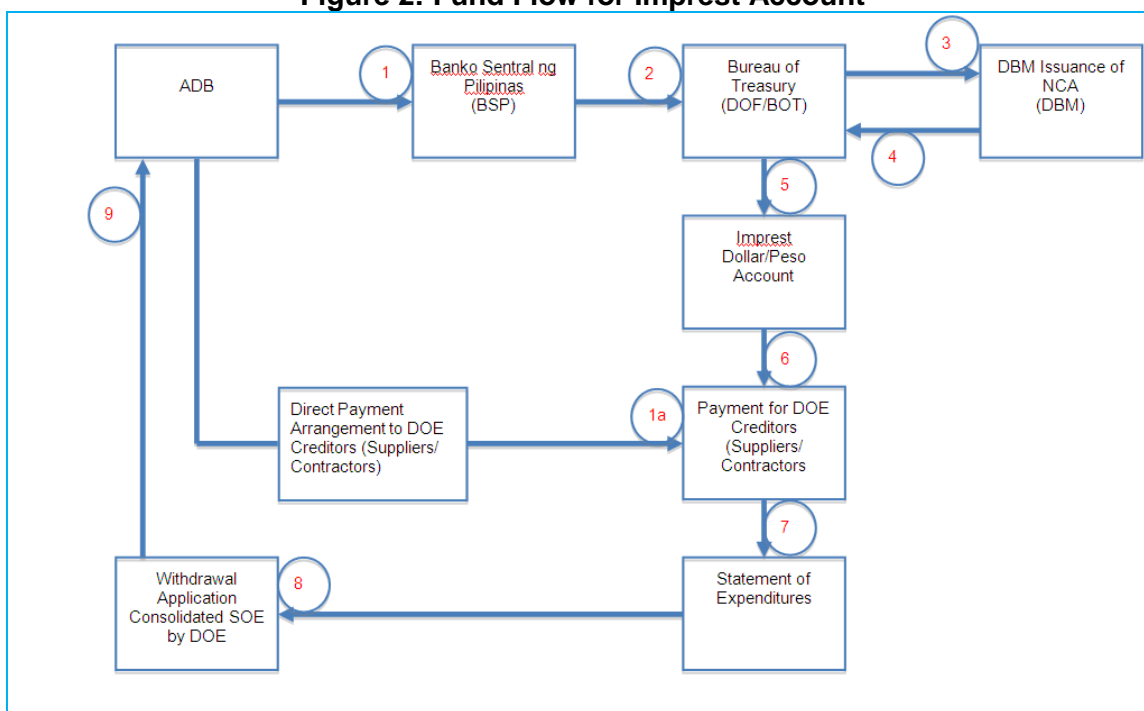 Figure 2. Fund Flow for Imprest Account
ADB
1
Banko Sentral ng
Pilipinas
(BSP)
2
Bureau of
Treasury
(DOF/BOT)
3
DBM Issuance of
NCA
(DBM)
4
5
9
Imprest
Dollar/Peso
Account
6
Direct Payment
Arrangement to DOE
Creditors (Suppliers/
Contractors)
1a
Payment for DOE
Creditors
(Suppliers/
Contractors
7
Withdrawal
Application
Consolidated SOE
by DOE
8
Statement of
Expenditures